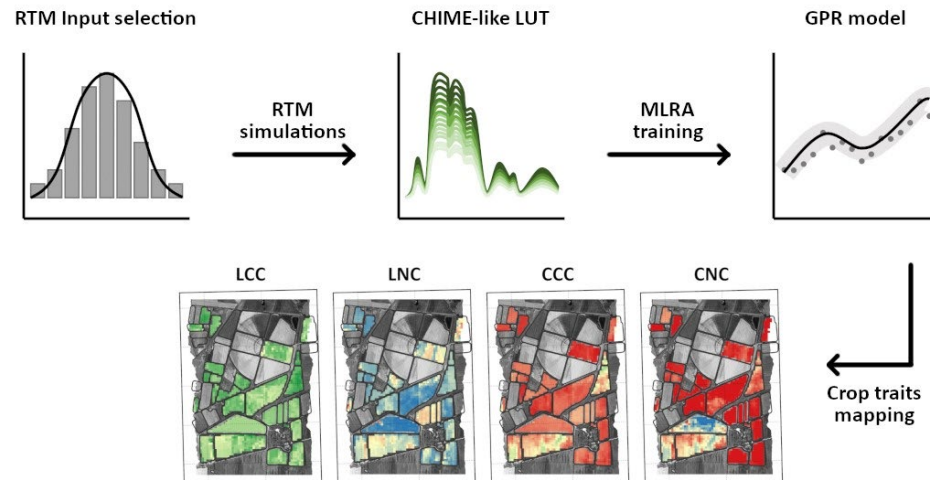 RTM Input selection
CHIME-like LUT
GPR model
RTM
simulations
MLRA
training
LCC
LNC
CCC
CNC
Crop traits
mapping